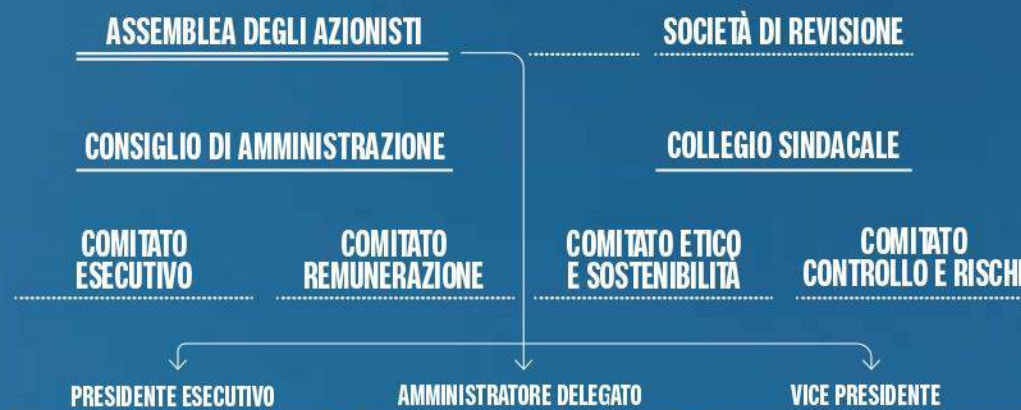 ASSEMBLEA DEGLI AZIONISTI
SOCIETÀ DI REVISIONE
CONSIGLIO DI AMMINISTRAZIONE
COLLEGIO SINDACALE
COMITATO
ESECUTIVO
COMITATO
REMUNERAZIONE
COMITATO ETICO
E SOSTENIBILITÀ
COMITATO
CONTROLLO E RISCHI
PRESIDENTE ESECUTIVO
AMMINISTRATORE DELEGATO
VICE PRESIDENTE